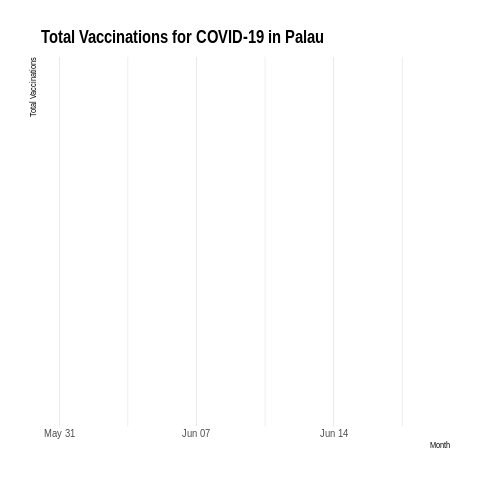 Total Vaccinations for COVID-19 in Palau
Total Vaccinations
May 31
Jun 07
Jun 14
Month